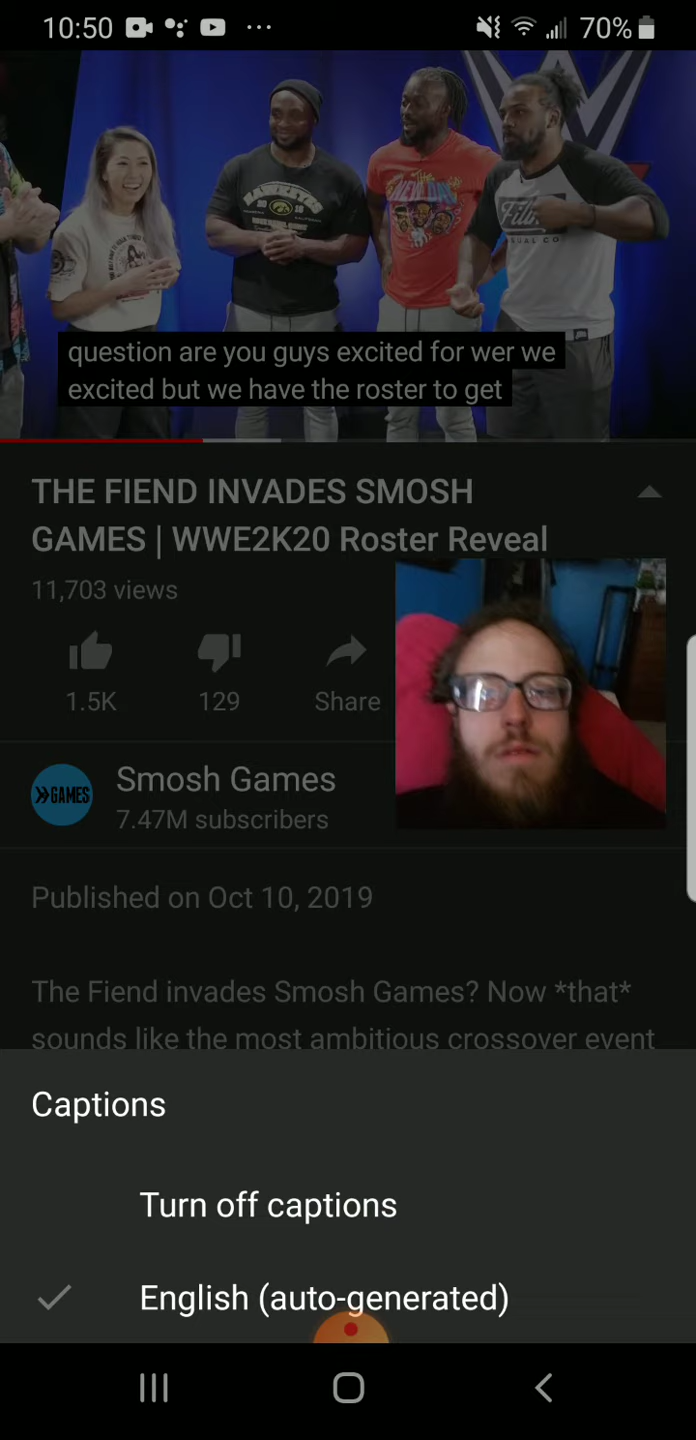 10:50
70%
question are you guys excited for wer we
excited but we have the roster to get
THE FIEND INVADES SMOSH
GAMES | WWE2K20 Roster Reveal
11,703 views
1.5K
129
Share
GAMES
Smosh Games
7.47M subscribers
Published on Oct 10, 2019
The Fiend invades Smosh Games? Now *that*
sounds like the most ambitious crossover event
Captions
Turn off captions
English (auto-generated)